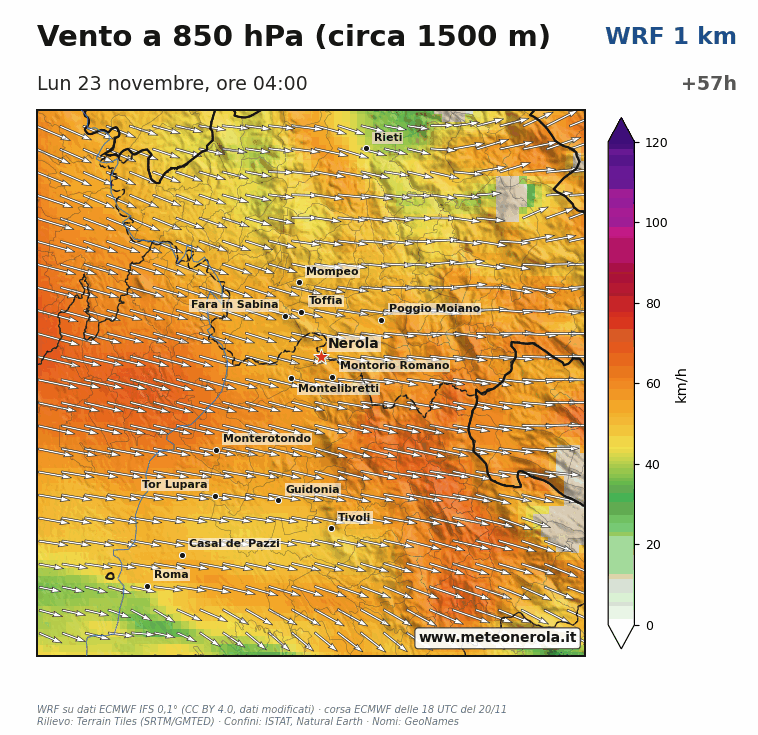 Vento a 850 hPa (circa 1500 m)
WRF 1 km
Lun 23 novembre, ore 04:00
+57h
Rieti
Mompeo
Toffia
Fara in Sabina
Poggio Moiano
Nerola
Montorio Romano
Montelibretti
Monterotondo
Tor Lupara
Guidonia
Tivoli
Casal de' Pazzi
Roma
www.meteonerola.it
120
100
80
60
40
20
0
km/h
WRF su dati ECMWF IFS 0,1° (CC BY 4.0, dati modificati) · corsa ECMWF delle 18 UTC del 20/11
Rilievo: Terrain Tiles (SRTM/GMTED) · Confini: ISTAT, Natural Earth · Nomi: GeoNames